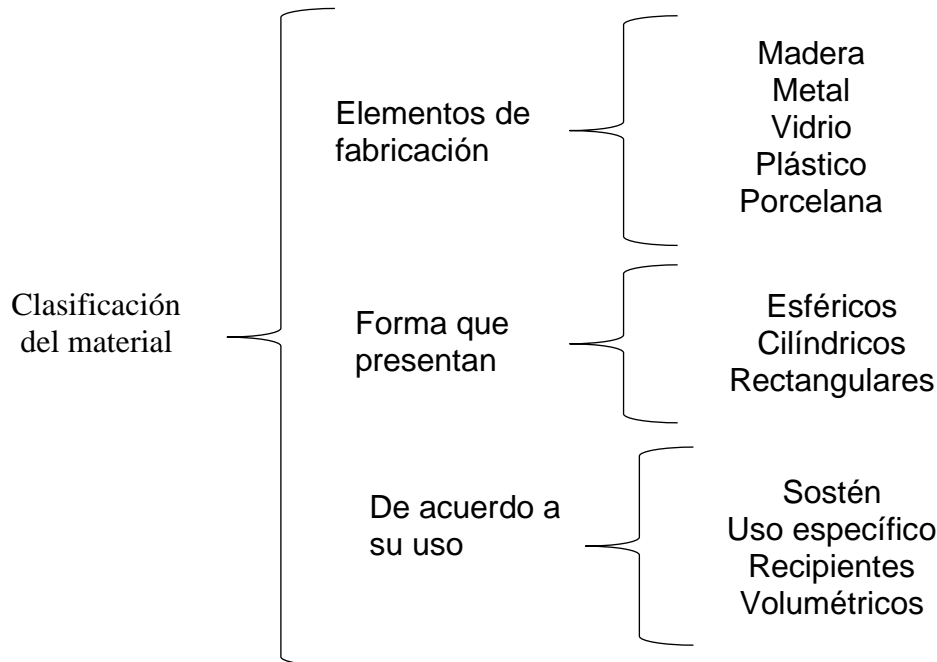 Clasificación
del material
Elementos de
fabricación
Madera
Metal
Vidrio
Plástico
Porcelana
Forma que
presentan
Esféricos
Cilíndricos
Rectangulares
De acuerdo a
su uso
Sostén
Uso específico
Recipientes
Volumétricos